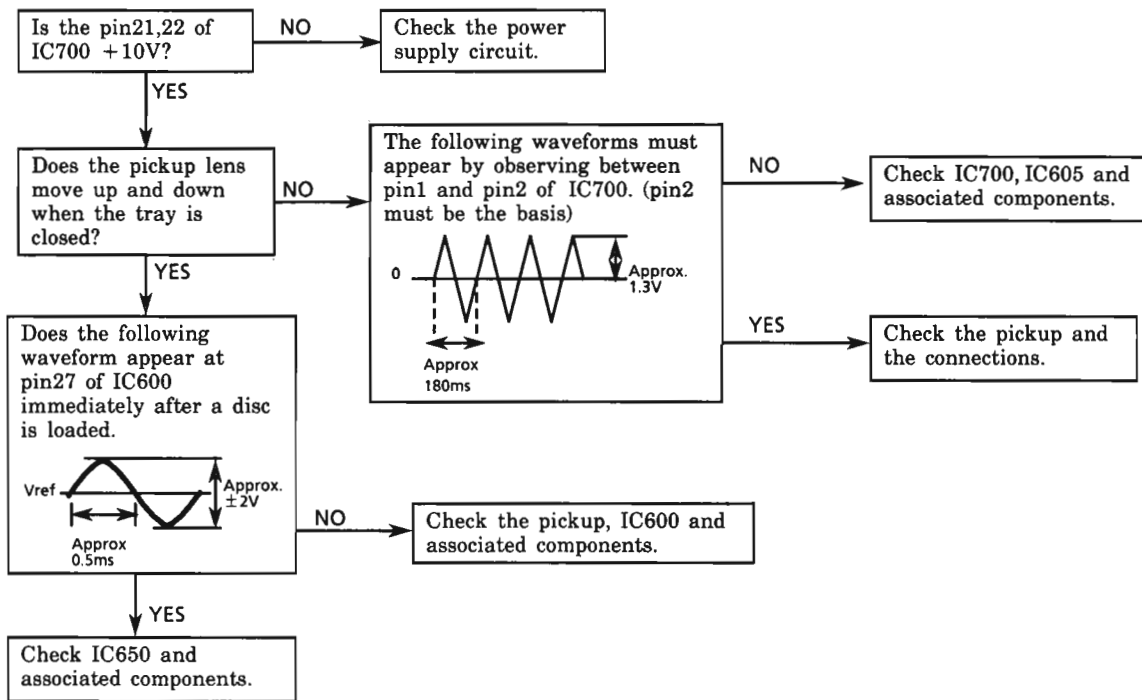 Is the pin21,22 of
IC700 +10V?
NO
Check the power
supply circuit.
YES
Does the pickup lens
move up and down
when the tray is
closed?
NO
The following waveforms must
appear by observing between
pin1 and pin2 of IC700. (pin2
must be the basis)
0
Approx.
1.3V
Approx
180ms
NO
Check IC700, IC605 and
associated components.
YES
Check the pickup and
the connections.
YES
Does the following
waveform appear at
pin27 of IC600
immediately after a disc
is loaded.
Vref
Approx.
±2V
Approx
0.5ms
NO
Check the pickup, IC600 and
associated components.
YES
Check IC650 and
associated components.